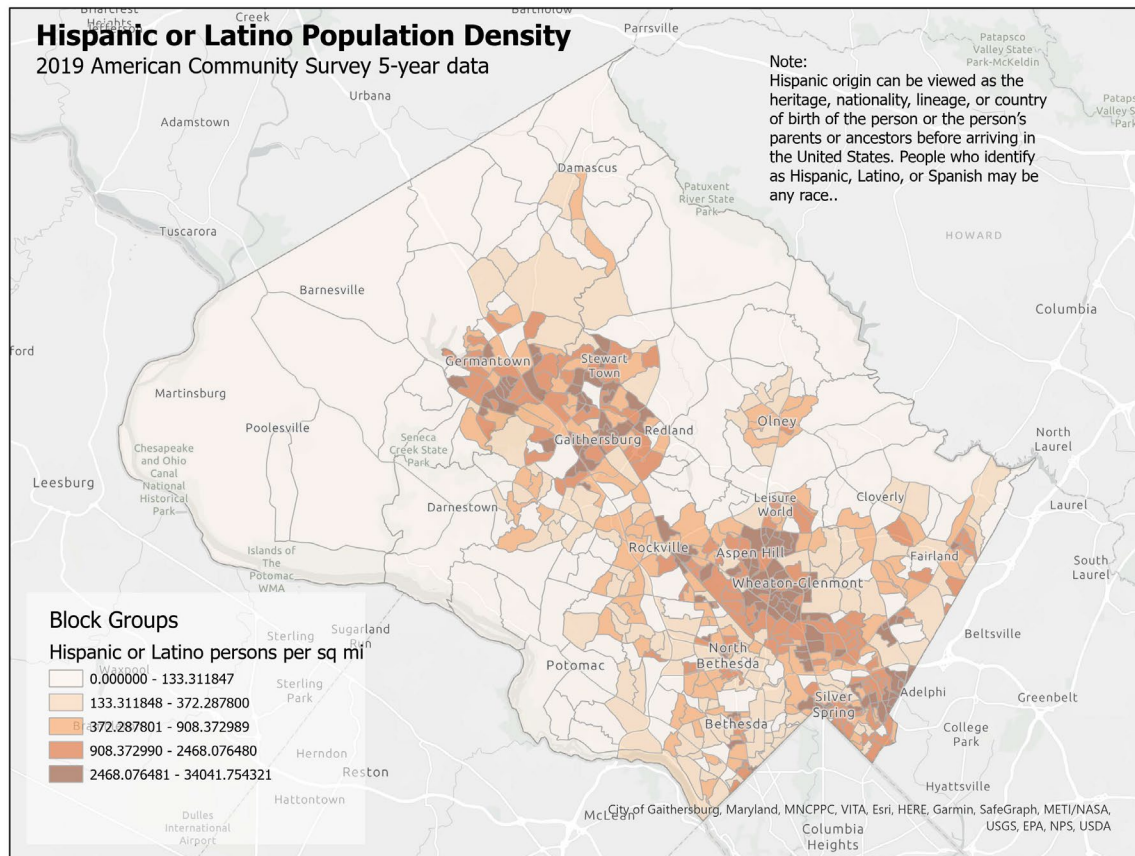 Hispanic or Latino Population Density
2019 American Community Survey 5-year data
Note:
Hispanic origin can be viewed as the
heritage, nationality, lineage, or country
of birth of the person or the person's
parents or ancestors before arriving in
the United States. People who identify
as Hispanic, Latino, or Spanish may be
any race..
Creek
Bartholow
Parrsville
Patapsco
Valley State
Park-McKeldin
Heights
Urbana
Adamstown
Valley State
Damascus
Patuxent
River State
Park
Tuscarora
HOWARD
Barnesville
Columbia
ford
Germantown
Stewart
Town
Martinsburg
Poolesville
Olney
Redland
Gaithersburg
Seneca
Creek State
Park
North
Laurel
Chesapeake
and Ohio
Canal
National
Historical
Park
Leesburg
Darnestown
Leisure
World
Cloverly
Laurel
Rockville
Aspen Hill
Fairland
Islands of
The
Potomac
WMA
South
Laurel
Wheaton-Glenmont
Beltsville
North
Bethesda
Potomac
Silver
Spring
Adelphi
Greenbelt
Bethesda
College
Park
Hyattsville
McLean
Columbia
Heights
Block Groups
Hispanic or Latino persons per sq mi
0.000000 - 133.311847
133.311848 - 372.287800
372.287801 - 908.372989
908.372990 - 2468.076480
2468.076481 - 34041.754321
Sterling
Sugarland
Run
Waxpool
Sterling
Park
Herndon
Reston
Hattontown
Dulles
International
Airport
City of Gaithersburg, Maryland, MNCPPC, VITA, Esri, HERE, Garmin, SafeGraph, METI/NASA,
USGS, EPA, NPS, USDA